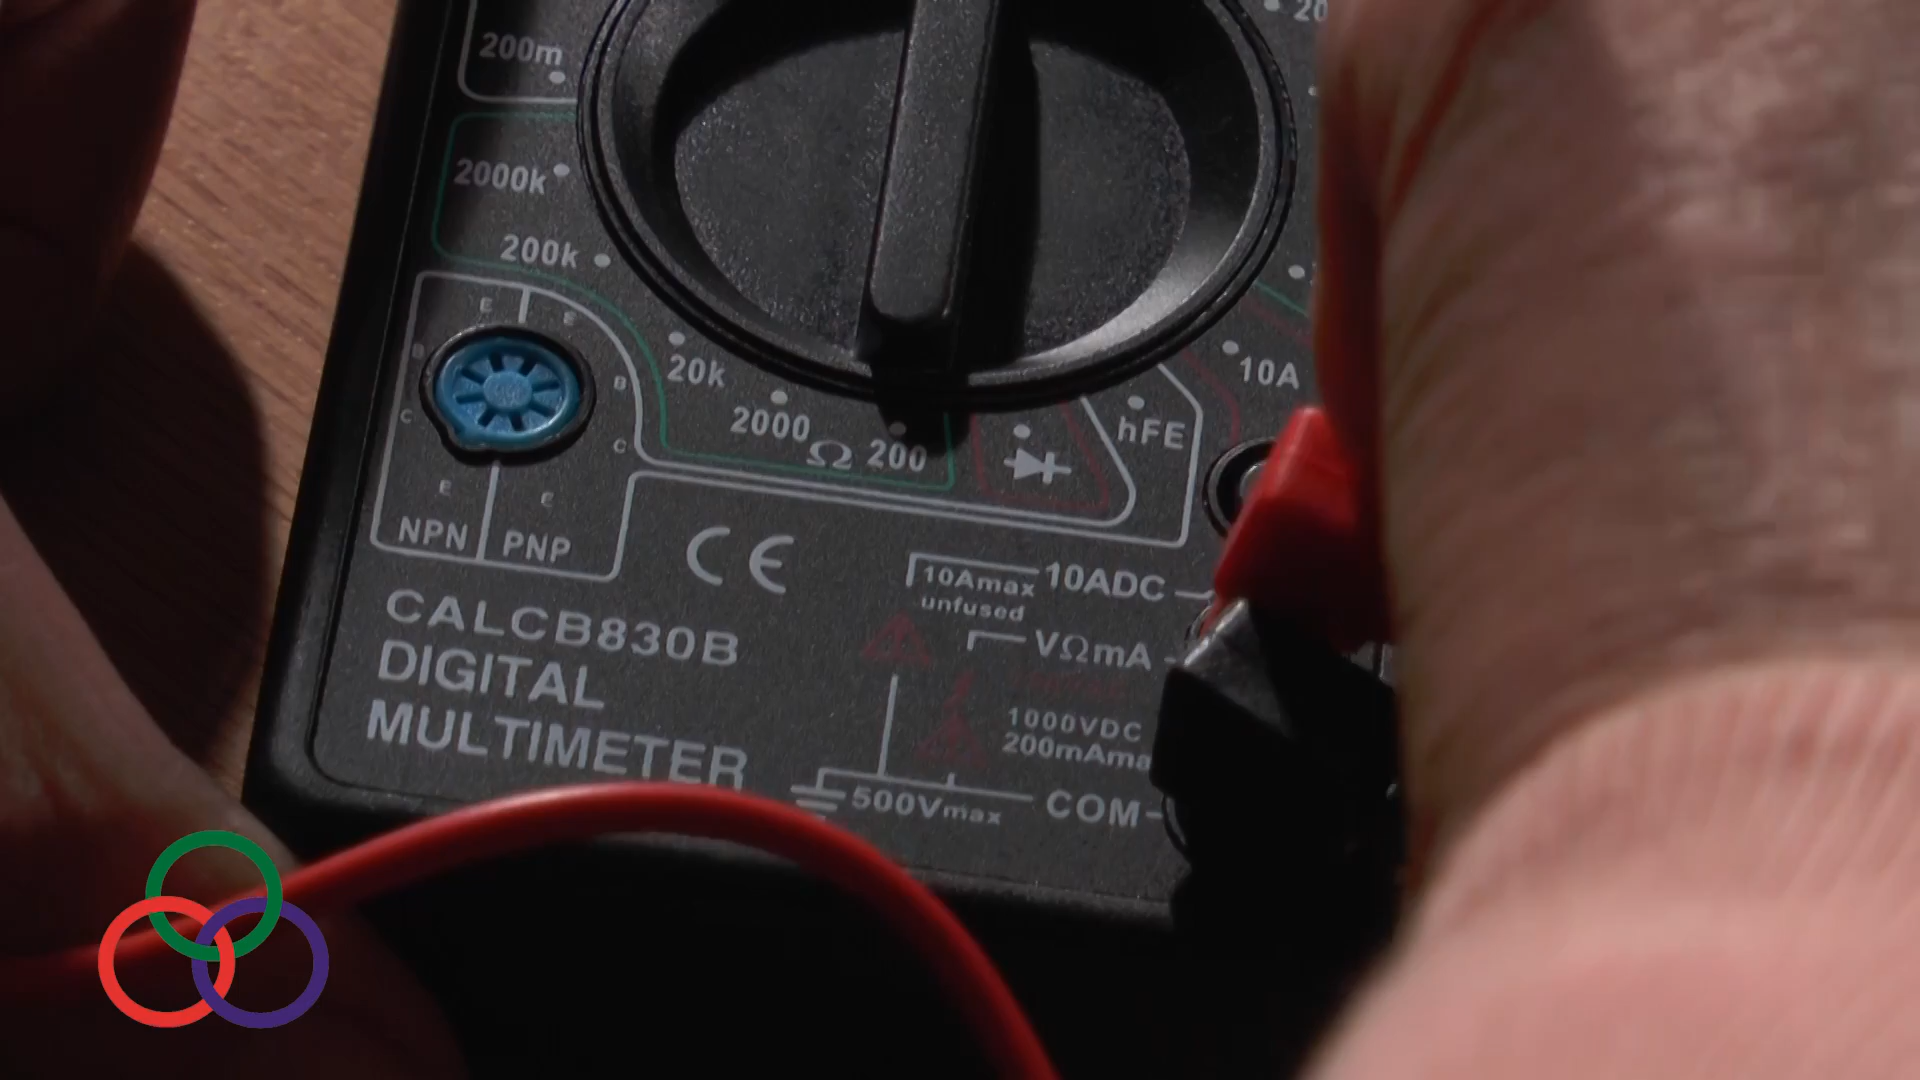 200m
20
2000k
200k
20k
2000
Ω
200
10A
hFE
E
E
B
B
C
C
E
E
NPN
PNP
CE
10Amax
unfused
10ADC
VΩmA
1000VDC
200mAma
500Vmax
COM
CALCB830B
DIGITAL
MULTIMETER